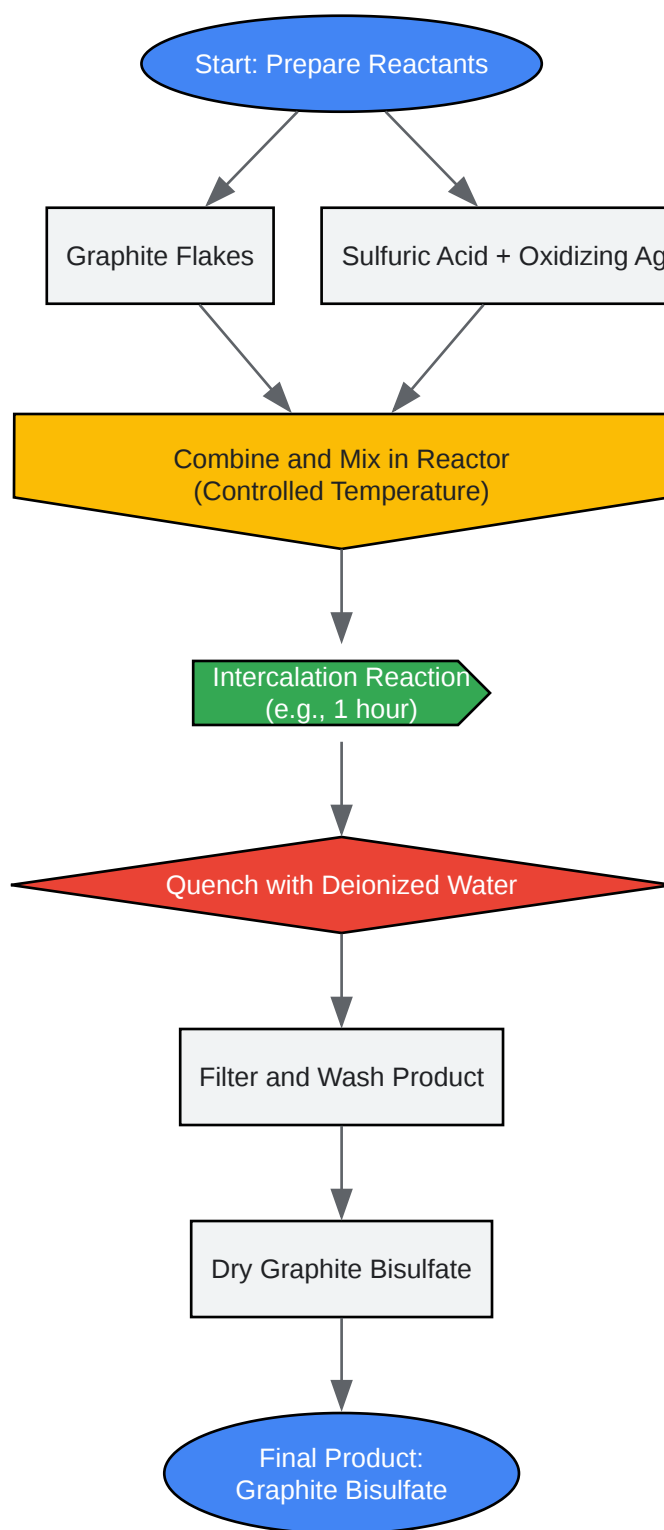 Start: Prepare Reactants
Graphite Flakes
Sulfuric Acid + Oxidizing Ag
Combine and Mix in Reactor
(Controlled Temperature)
Intercalation Reaction
(e.g., 1 hour)
Quench with Deionized Water
Filter and Wash Product
Dry Graphite Bisulfate
Final Product:
Graphite Bisulfate